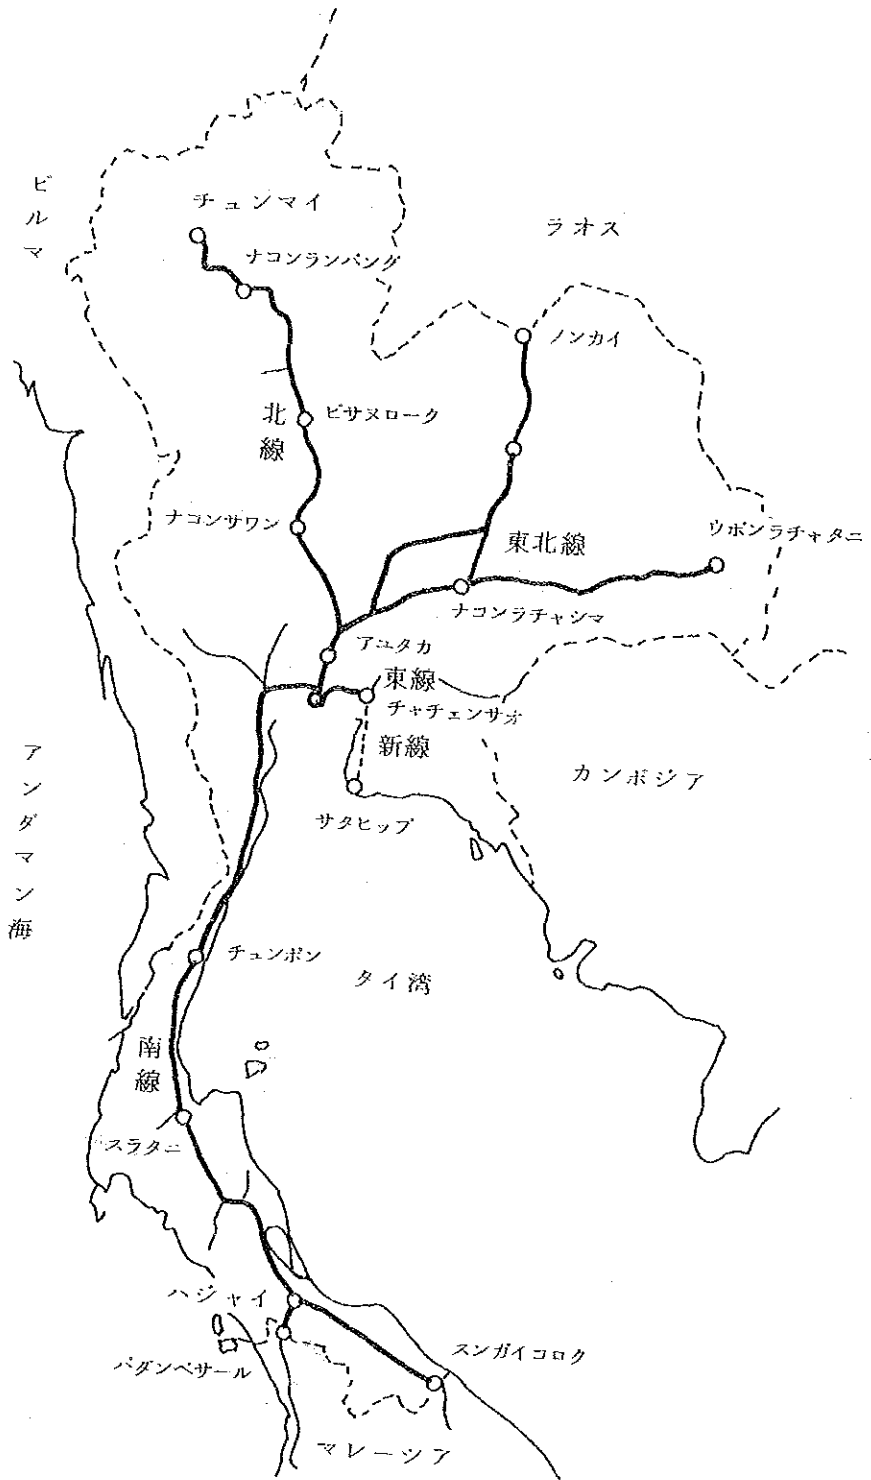 ビルマ
チュンマイ
ラオス
ナコンランパング
ノンカイ
北線
ピサヌローク
ナコンサワン
東北線
ウボンラチャタニ
ナコンラチャシマ
アユタカ
東線
チャチェンサオ
新線
カンボジア
アンダマン海
サタヒップ
チュンポン
タイ湾
南線
スラタニ
ハジャイ
スンガイコロク
パダンベサール
マレーシア